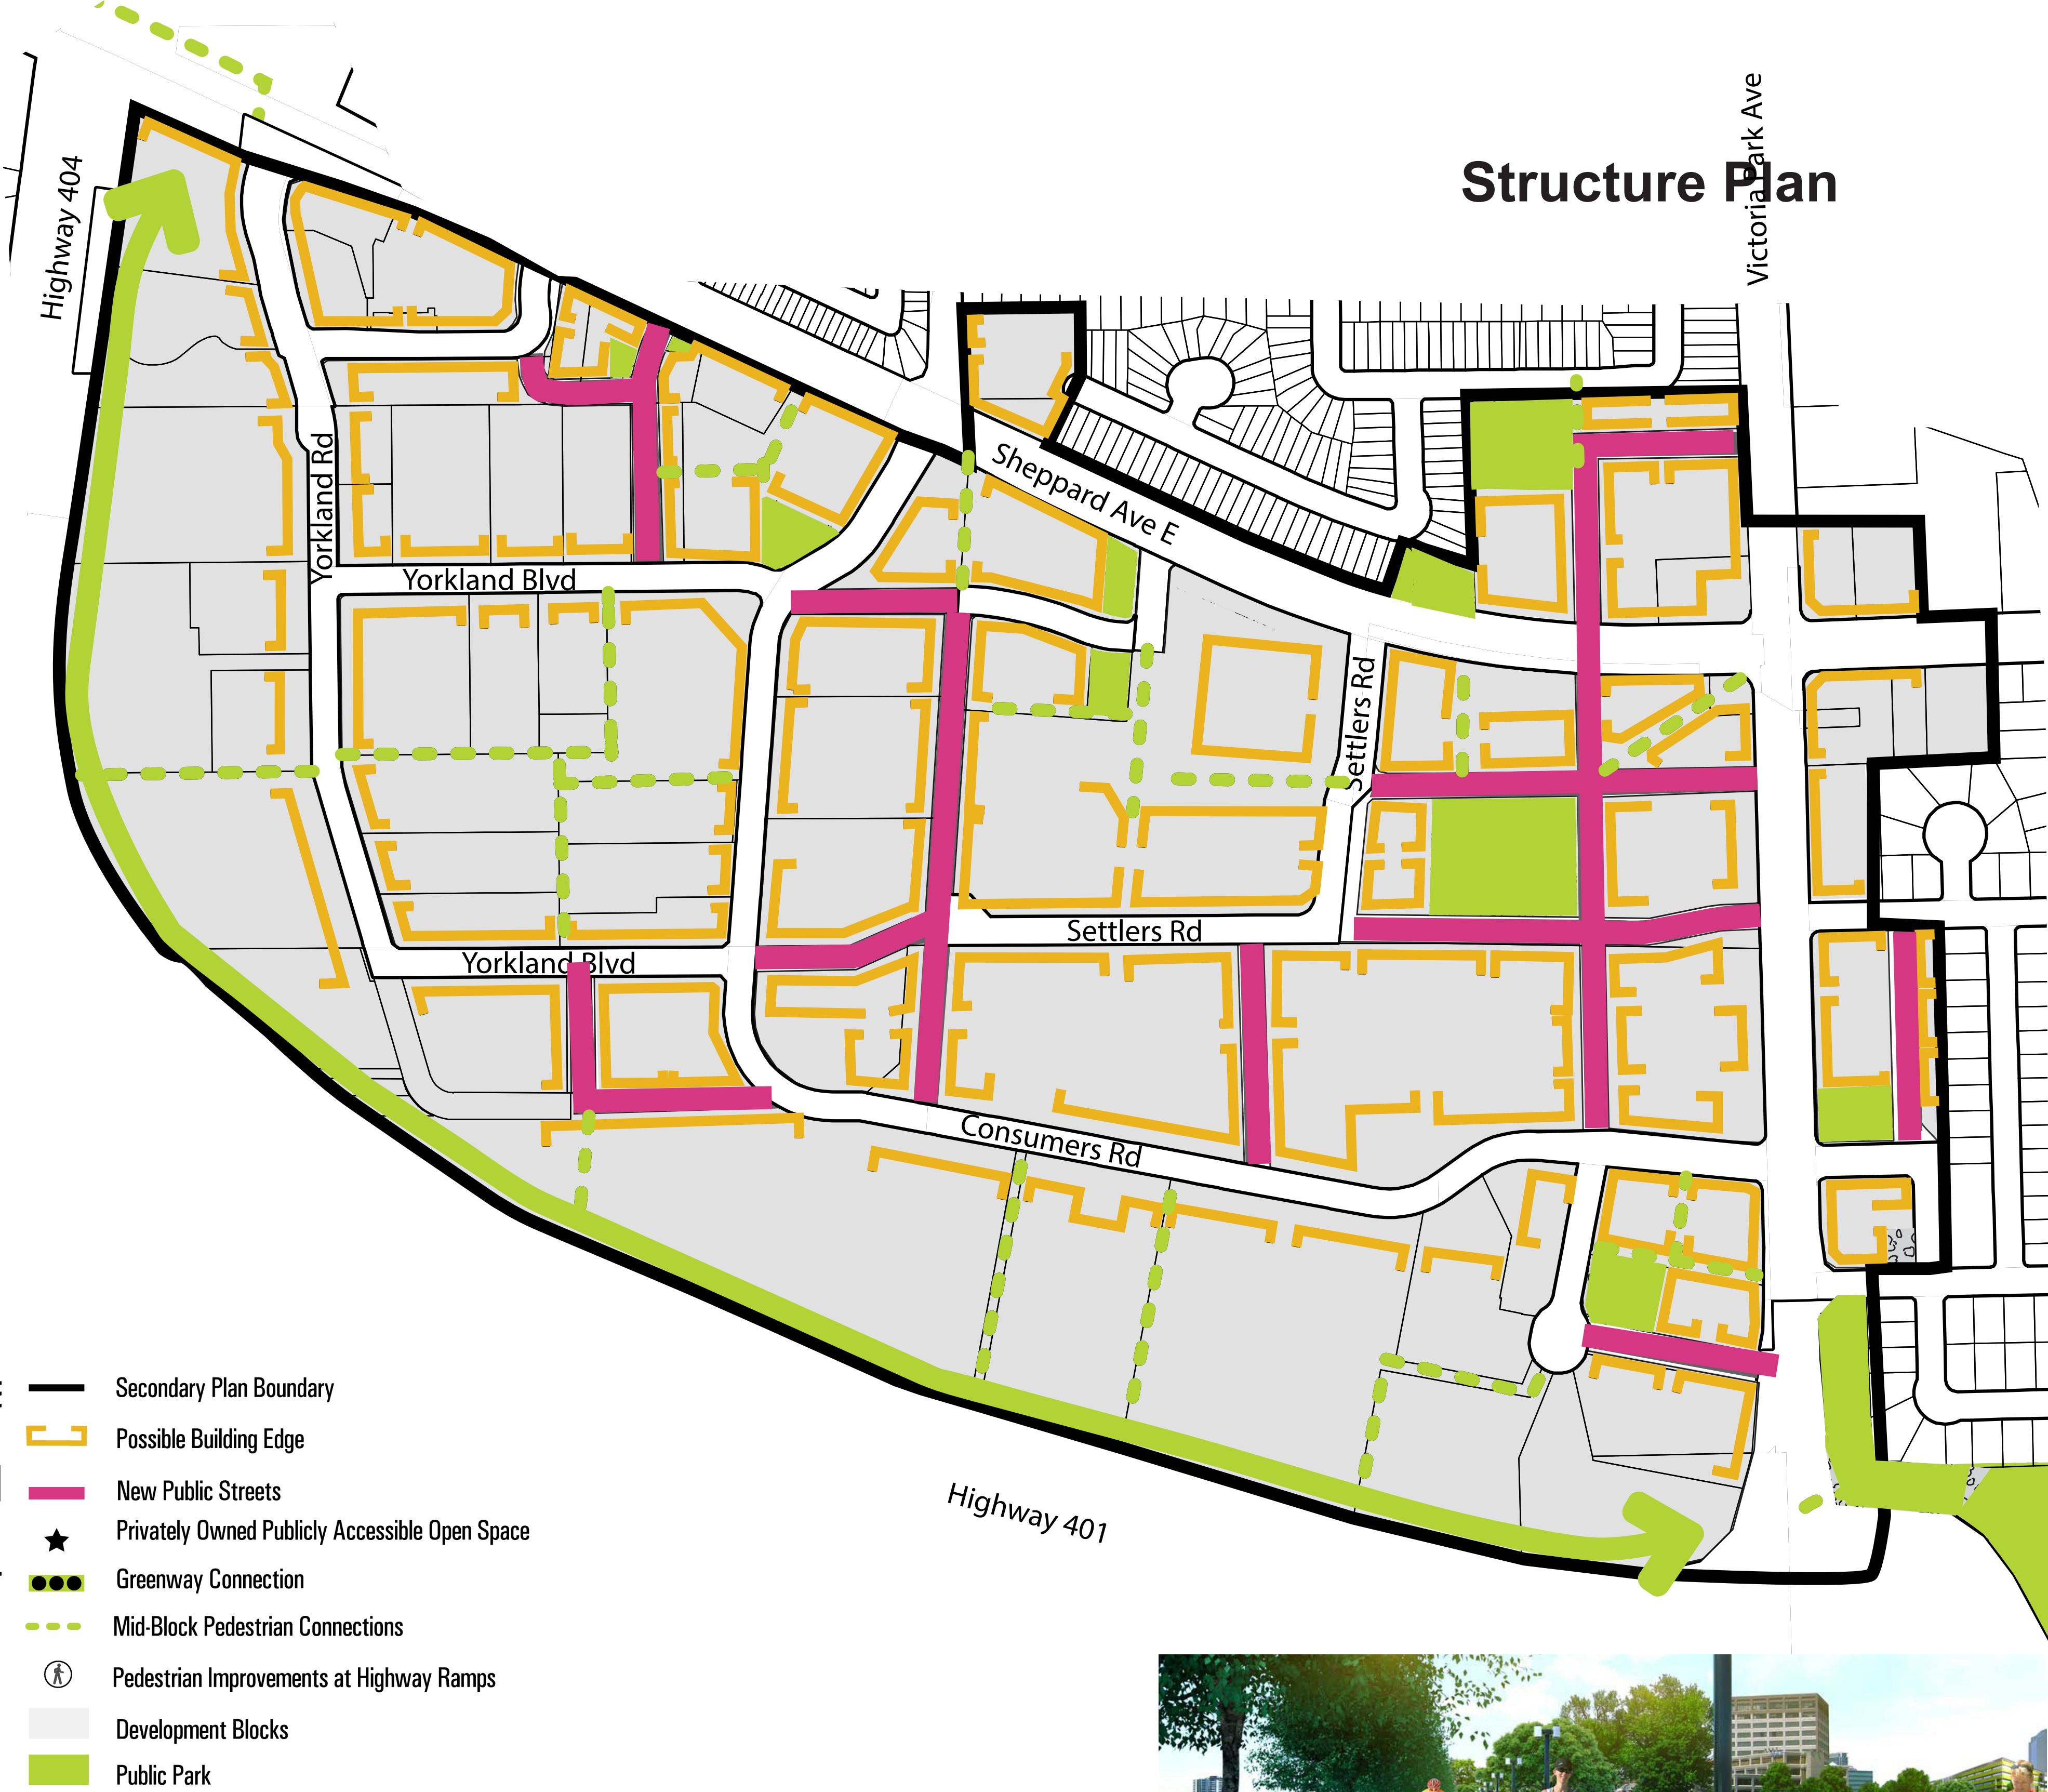 Structure Plan
Victoria Park Ave
Highway 404
Sheppard Ave E
Yorkland Rd
Yorkland Blvd
Settlers Rd
Settlers Rd
Yorkland Blvd
Consumers Rd
Highway 401
Secondary Plan Boundary
Possible Building Edge
New Public Streets
Privately Owned Publicly Accessible Open Space
Greenway Connection
Mid-Block Pedestrian Connections
Pedestrian Improvements at Highway Ramps
Development Blocks
Public Park